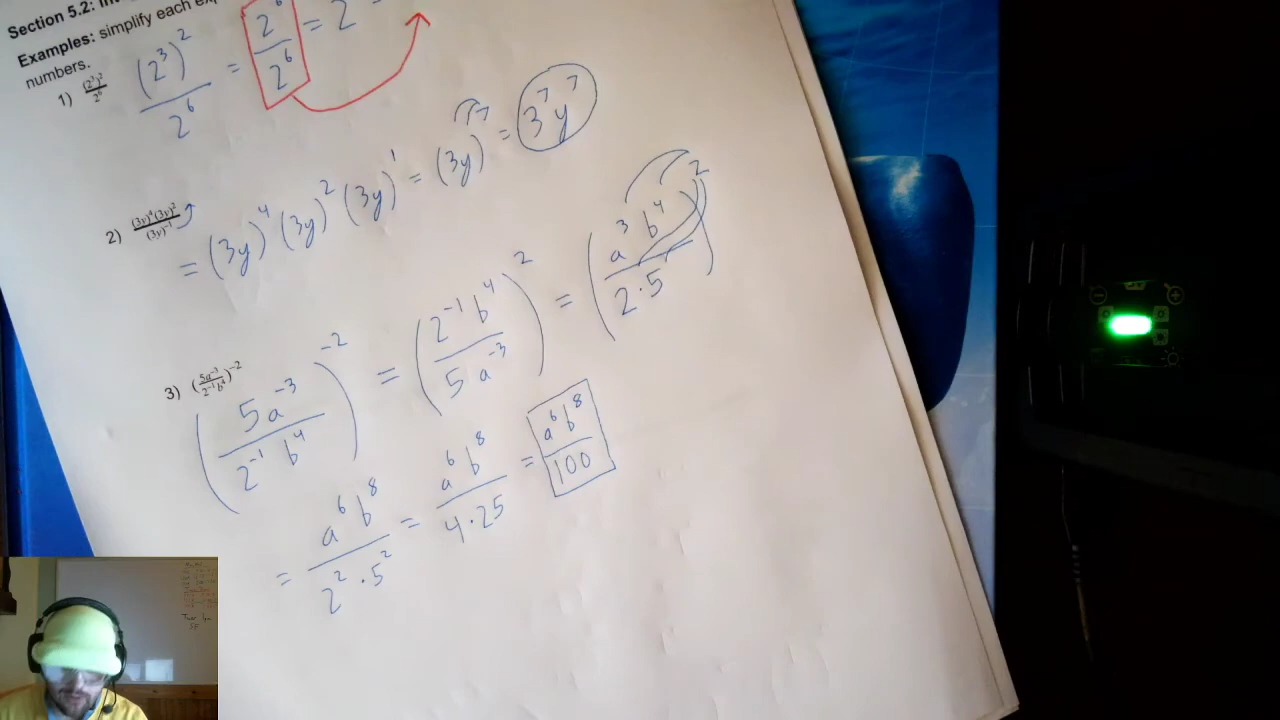 Section 5.2:
Examples: simplify each
numbers.
1) (2³)²/2⁶ (2³)²/2⁶ = 2⁶/2⁶ = 2
2) (3y)⁴(3y)²/(3y)⁻¹ = (3y)⁴(3y)²(3y)¹ = (3y)⁷ = 3⁷y⁷
3) (5a⁻³/2⁻¹b⁴)⁻²
(5a⁻³/2⁻¹b⁴)⁻² = (2⁻¹b⁴/5a⁻³)² = (a³b⁴/2·5)²
= a⁶b⁸/2²·5² = a⁶b⁸/4·25 = a⁶b⁸/100